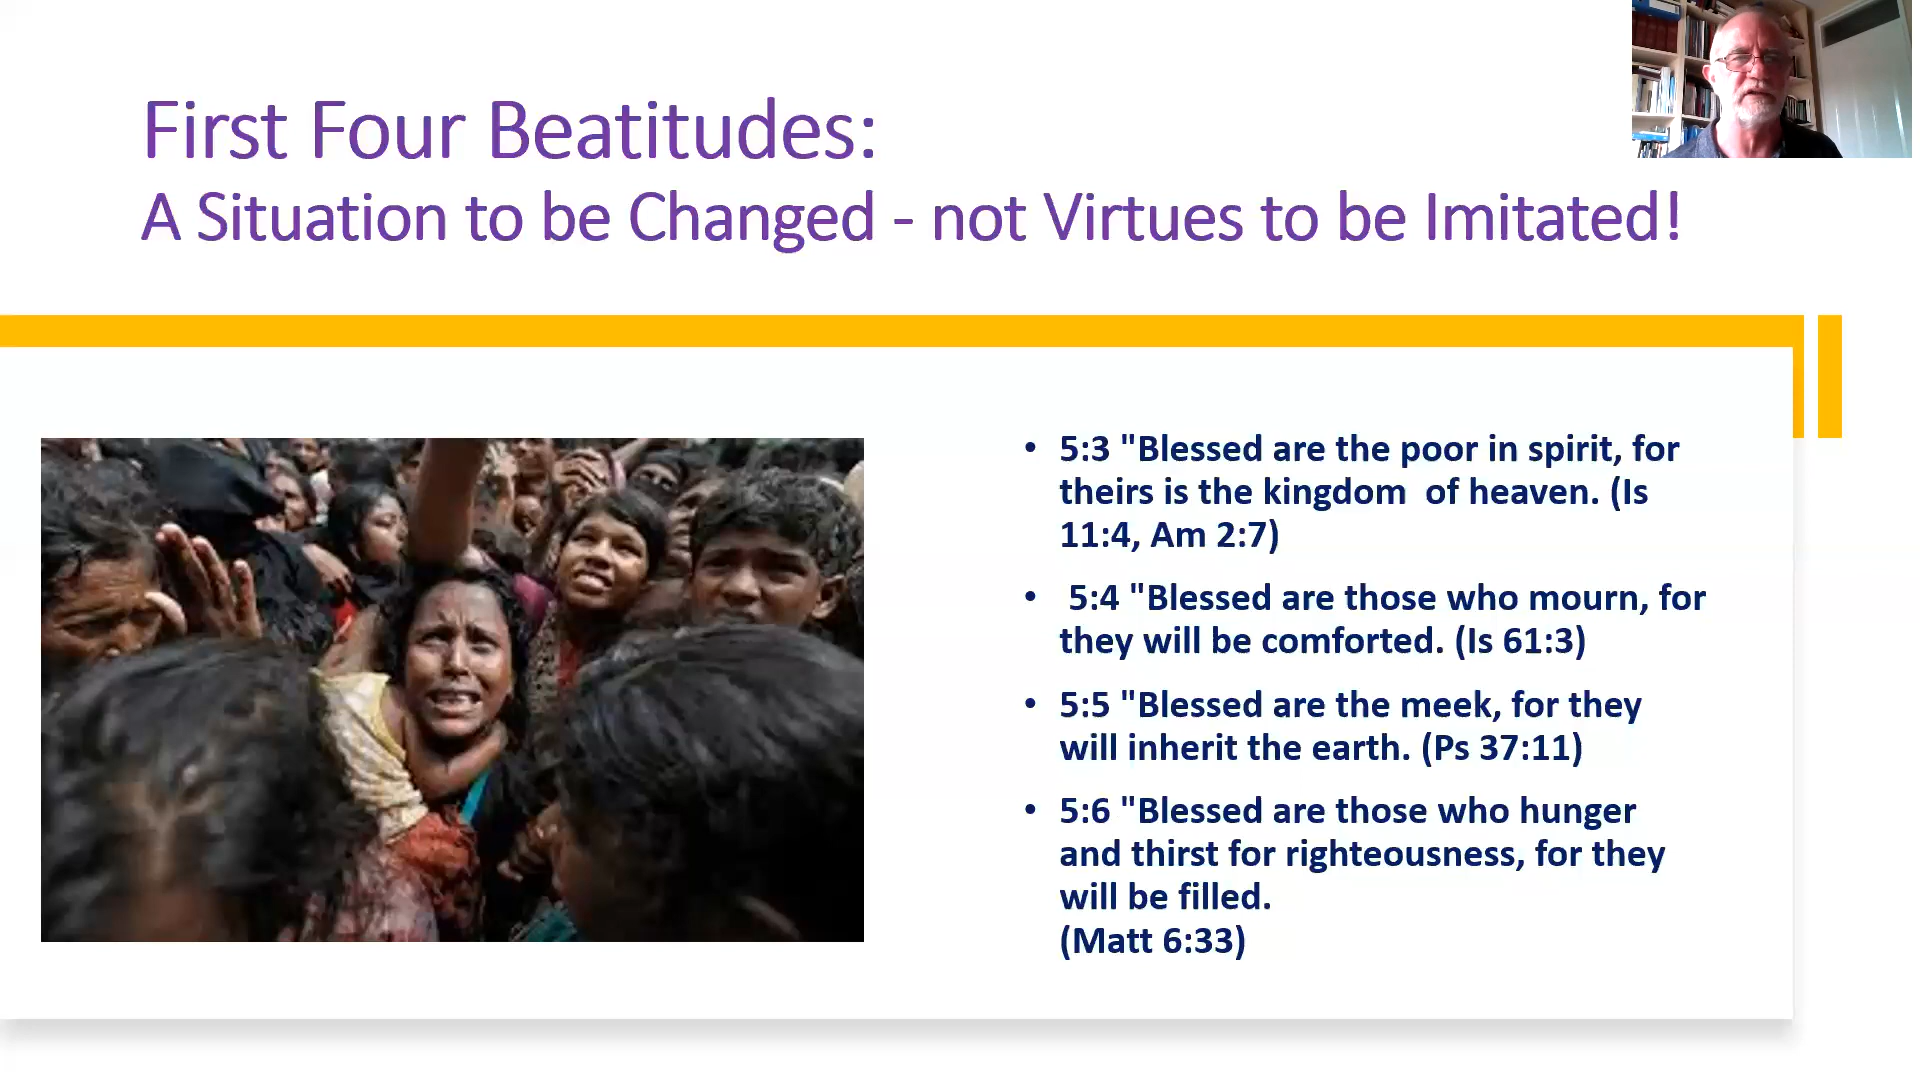 First Four Beatitudes:
A Situation to be Changed - not Virtues to be Imitated!
• 5:3 "Blessed are the poor in spirit, for
theirs is the kingdom  of heaven. (Is
11:4, Am 2:7)
•  5:4 "Blessed are those who mourn, for
they will be comforted. (Is 61:3)
• 5:5 "Blessed are the meek, for they
will inherit the earth. (Ps 37:11)
• 5:6 "Blessed are those who hunger
and thirst for righteousness, for they
will be filled.
(Matt 6:33)